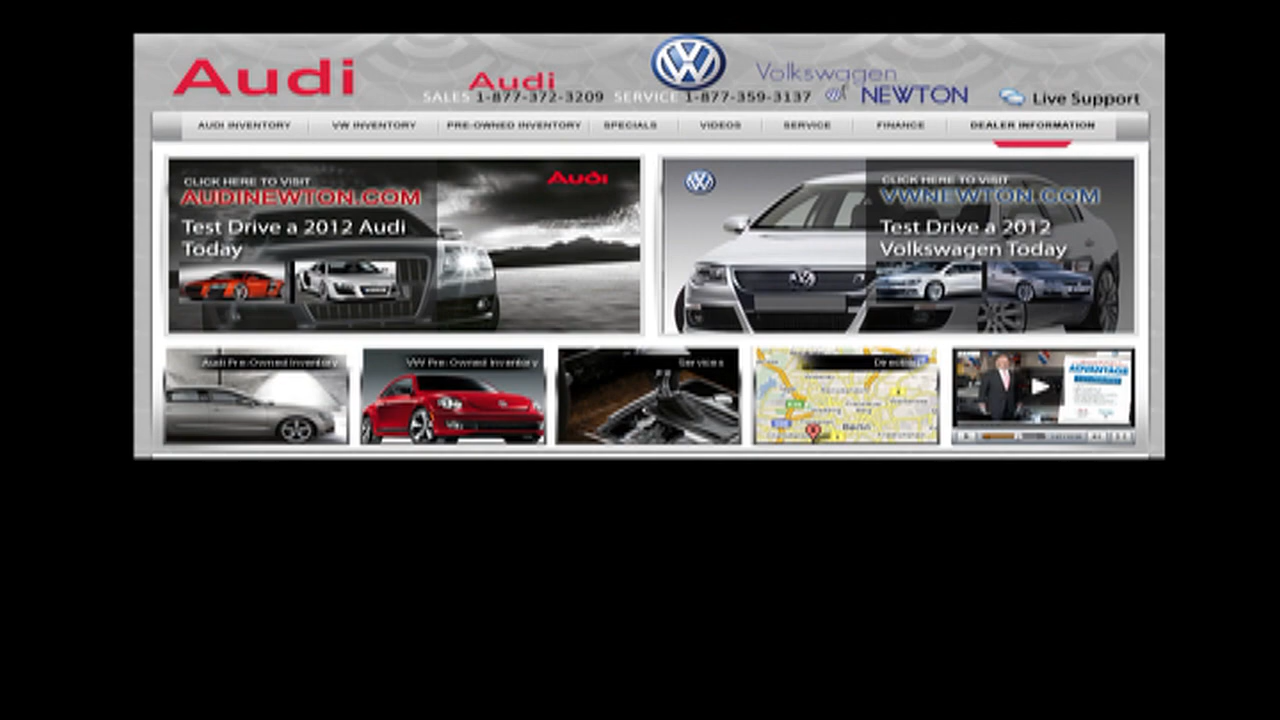 Audi
Audi
Volkswagen
of NEWTON
SALES 1-877-372-3209 SERVICE 1-877-359-3137
Live Support
AUDI INVENTORY VW INVENTORY PRE-OWNED INVENTORY SPECIALS VIDEOS SERVICE FINANCE DEALER INFORMATION
CLICK HERE TO VISIT
AUDINEWTON.COM
Test Drive a 2012 Audi
Today
Audi
CLICK HERE TO VISIT
VWNEWTON.COM
Test Drive a 2012
Volkswagen Today
Audi Pre-Owned Inventory
VW Pre-Owned Inventory
Services
Berlin
ADVANTAGE